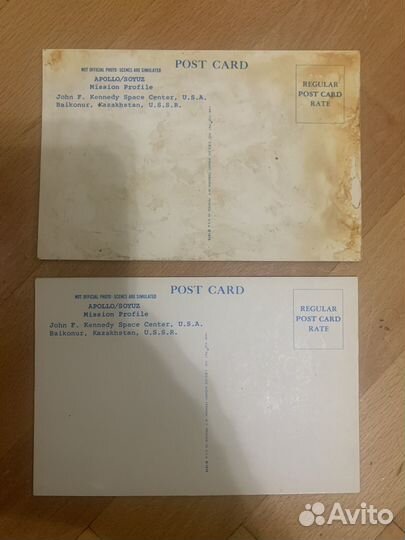 POST CARD
NOT OFFICIAL PHOTO - SCENES ARE SIMULATED
APOLLO/SOYUZ
Mission Profile
John F. Kennedy Space Center, U.S.A.
Baikonur, Kazakhstan, U.S.S.R.
REGULAR
POST CARD
RATE
POST CARD
NOT OFFICIAL PHOTO - SCENES ARE SIMULATED
APOLLO/SOYUZ
Mission Profile
John F. Kennedy Space Center, U.S.A.
Baikonur, Kazakhstan, U.S.S.R.
REGULAR
POST CARD
RATE
Avito